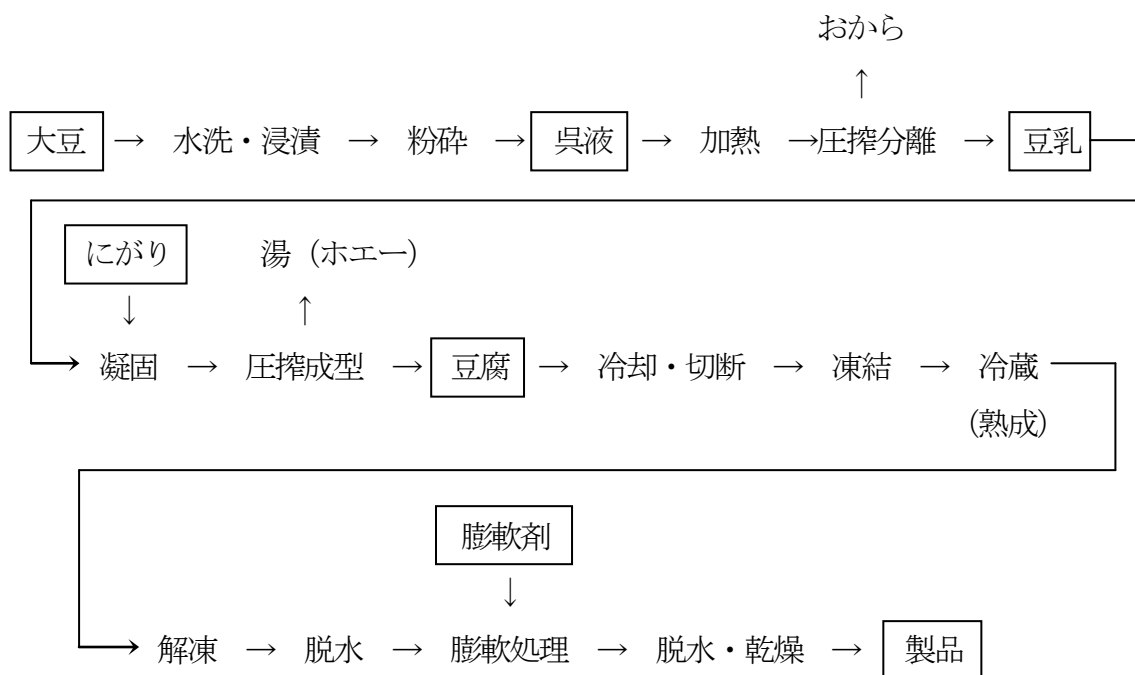 おから
↑
大豆 → 水洗・浸漬 → 粉砕 → 呉液 → 加熱 →圧搾分離 → 豆乳
にがり 湯（ホエー）
↓ ↑
凝固 → 圧搾成型 → 豆腐 → 冷却・切断 → 凍結 → 冷蔵
（熟成）
膨軟剤
↓
解凍 → 脱水 → 膨軟処理 → 脱水・乾燥 → 製品